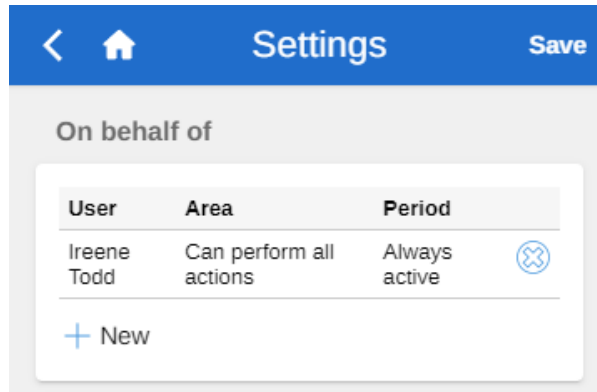 Settings Save
On behalf of
User Area Period
Ireene Can perform all Always
Todd actions active
New